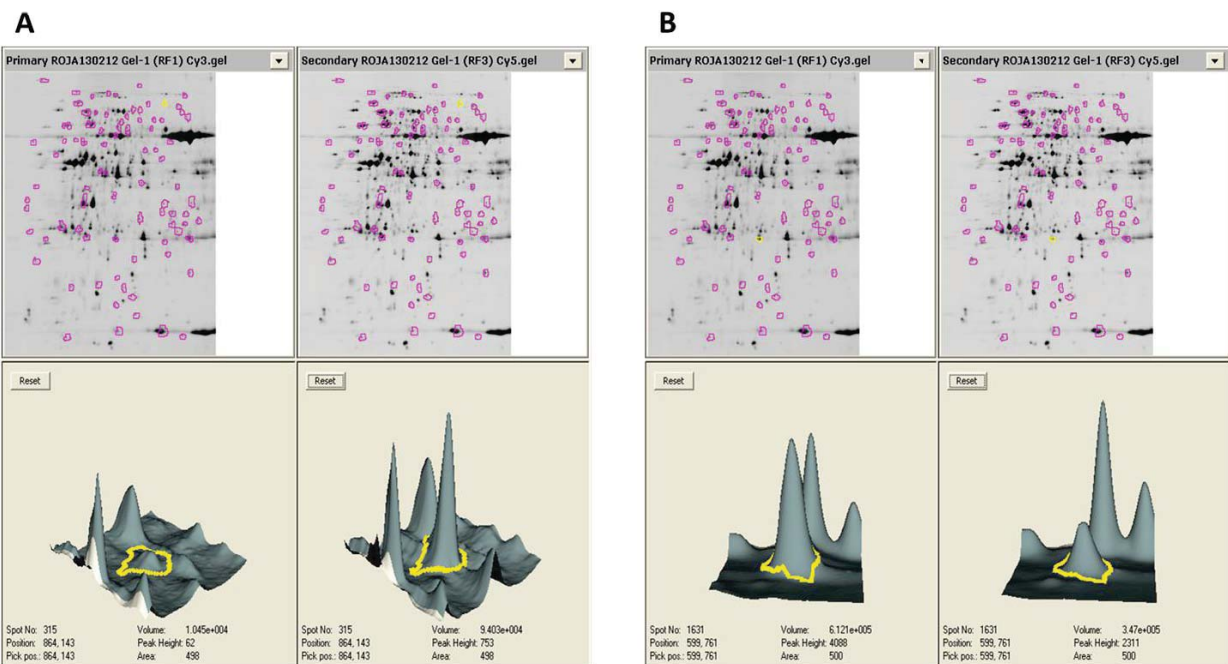 A
B
Primary ROJA130212 Gel-1 (RF1) Cy3.gel
Secondary ROJA130212 Gel-1 (RF3) Cy5.gel
Primary ROJA130212 Gel-1 (RF1) Cy3.gel
Secondary ROJA130212 Gel-1 (RF3) Cy5.gel
Reset
Reset
Reset
Reset
Spot No: 315 Volume: 1.045e+004
Position: 864, 143 Peak Height: 62
Pick pos.: 864, 143 Area: 498
Spot No: 315 Volume: 9.403e+004
Position: 864, 143 Peak Height: 753
Pick pos.: 864, 143 Area: 498
Spot No: 1631 Volume: 6.121e+005
Position: 599, 761 Peak Height: 4088
Pick pos.: 599, 761 Area: 500
Spot No: 1631 Volume: 3.47e+005
Position: 599, 761 Peak Height: 2311
Pick pos.: 599, 761 Area: 500